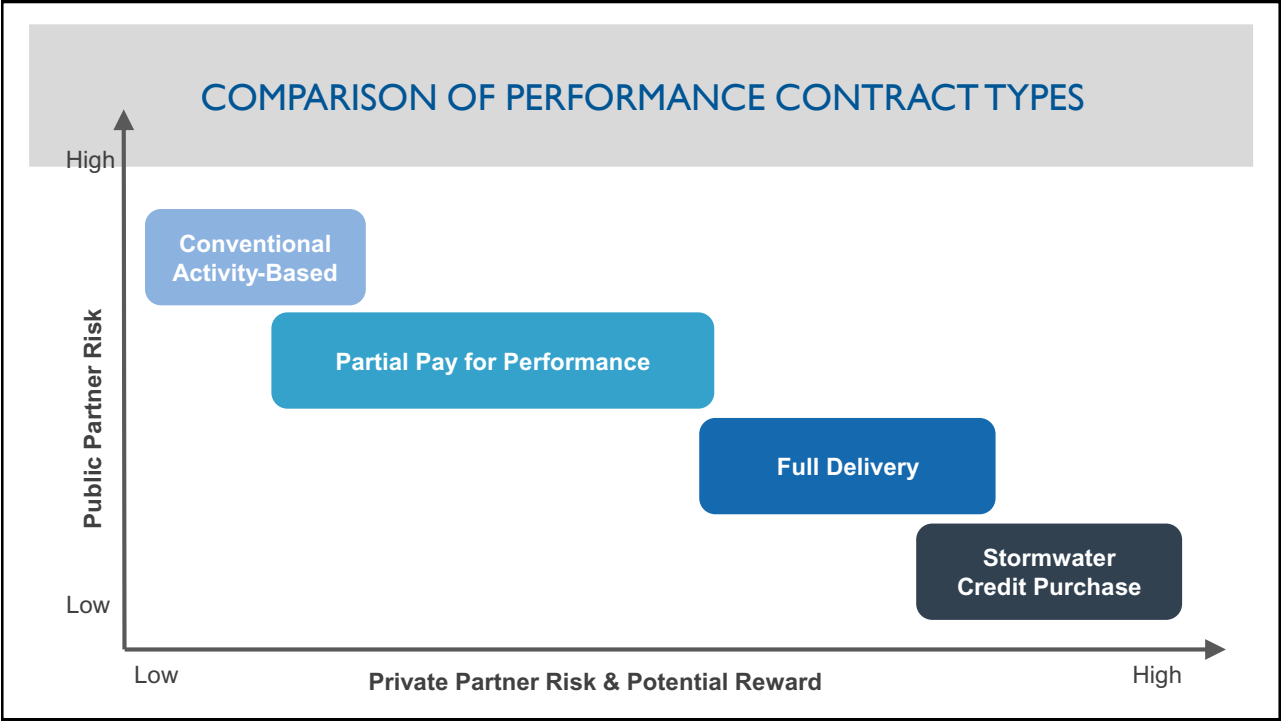 COMPARISON OF PERFORMANCE CONTRACT TYPES
High
Conventional
Activity-Based
Partial Pay for Performance
Public Partner Risk
Full Delivery
Stormwater
Credit Purchase
Low
Low
Private Partner Risk & Potential Reward
High